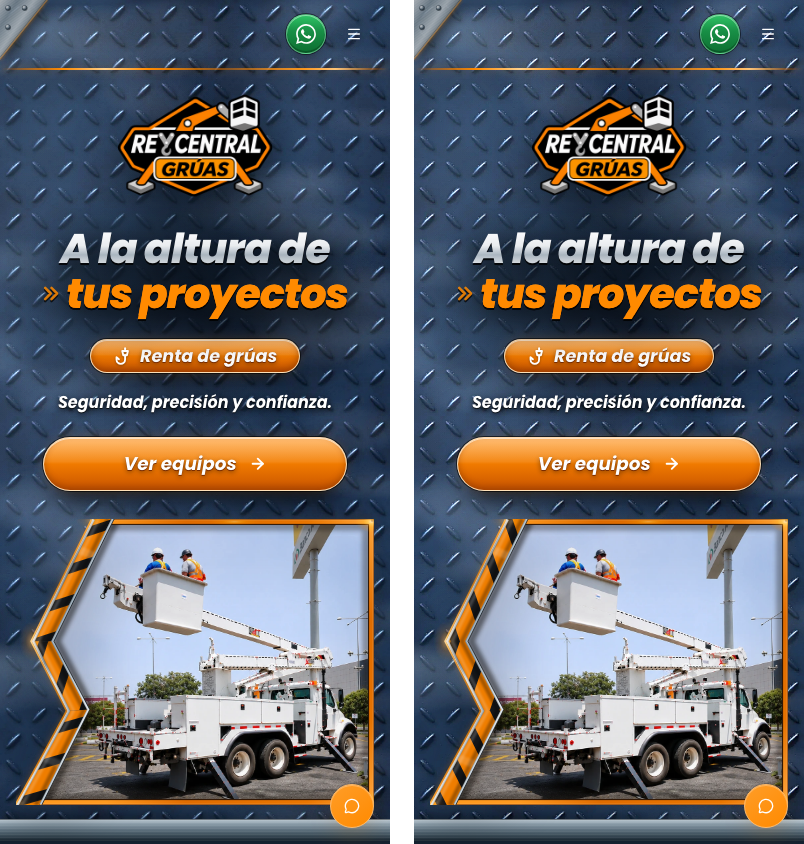 REYCENTRAL
GRÚAS
A la altura de
» tus proyectos
Renta de grúas
Seguridad, precisión y confianza.
Ver equipos →
REYCENTRAL
GRÚAS
A la altura de
» tus proyectos
Renta de grúas
Seguridad, precisión y confianza.
Ver equipos →